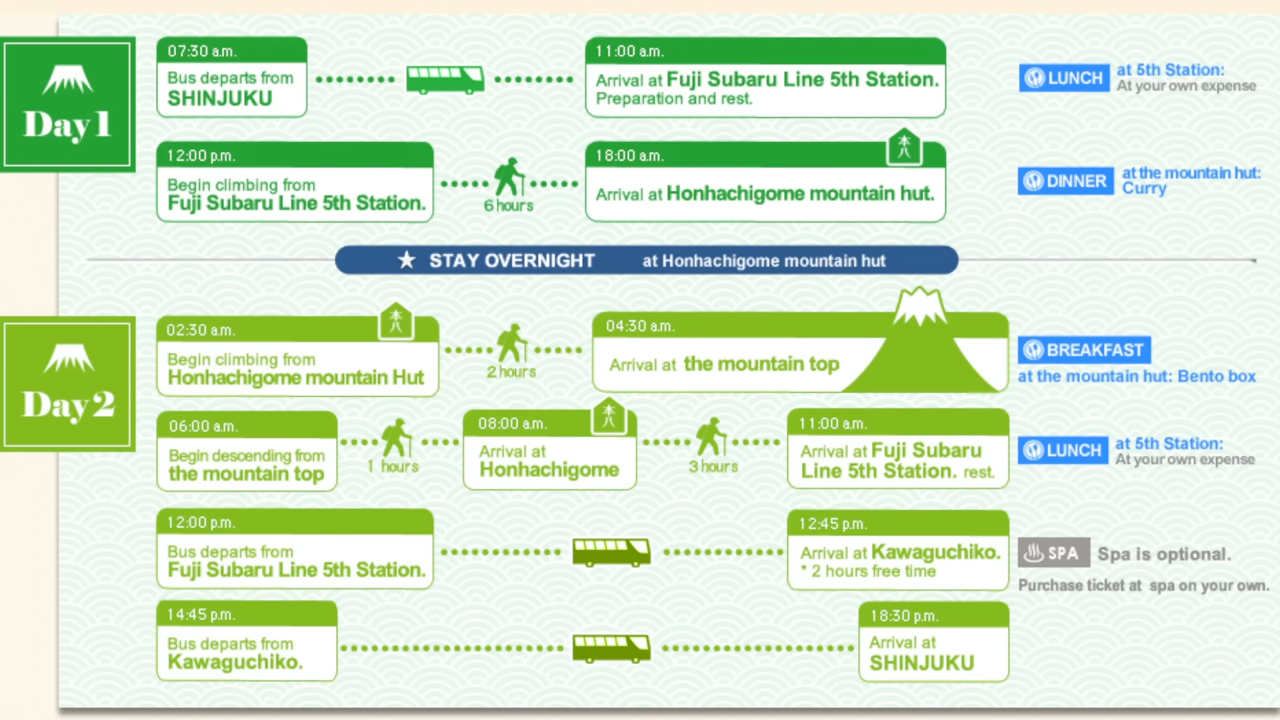 Day 1
07:30 a.m.
Bus departs from
SHINJUKU
11:00 a.m.
Arrival at Fuji Subaru Line 5th Station.
Preparation and rest.
LUNCH at 5th Station:
At your own expense
12:00 p.m.
Begin climbing from
Fuji Subaru Line 5th Station.
6 hours
18:00 a.m.
Arrival at Honhachigome mountain hut.
DINNER at the mountain hut:
Curry
★ STAY OVERNIGHT at Honhachigome mountain hut
Day 2
02:30 a.m.
Begin climbing from
Honhachigome mountain Hut
2 hours
04:30 a.m.
Arrival at the mountain top
BREAKFAST
at the mountain hut: Bento box
06:00 a.m.
Begin descending from
the mountain top
1 hours
08:00 a.m.
Arrival at
Honhachigome
3 hours
11:00 a.m.
Arrival at Fuji Subaru
Line 5th Station. rest.
LUNCH at 5th Station:
At your own expense
12:00 p.m.
Bus departs from
Fuji Subaru Line 5th Station.
12:45 p.m.
Arrival at Kawaguchiko.
* 2 hours free time
SPA Spa is optional.
Purchase ticket at spa on your own.
14:45 p.m.
Bus departs from
Kawaguchiko.
18:30 p.m.
Arrival at
SHINJUKU